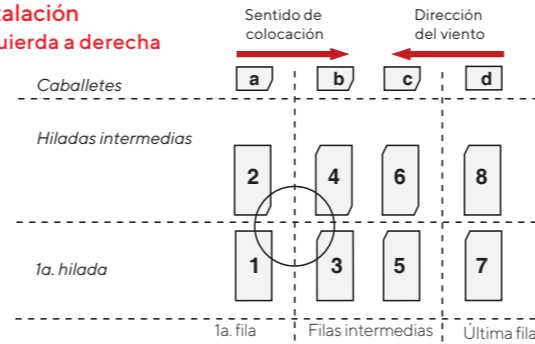 talación
uierda a derecha
Sentido de
colocación
Dirección
del viento
Caballetes
a b c d
Hiladas intermedias
2 4 6 8
1a. hilada
1 3 5 7
1a. fila Filas intermedias Última fila